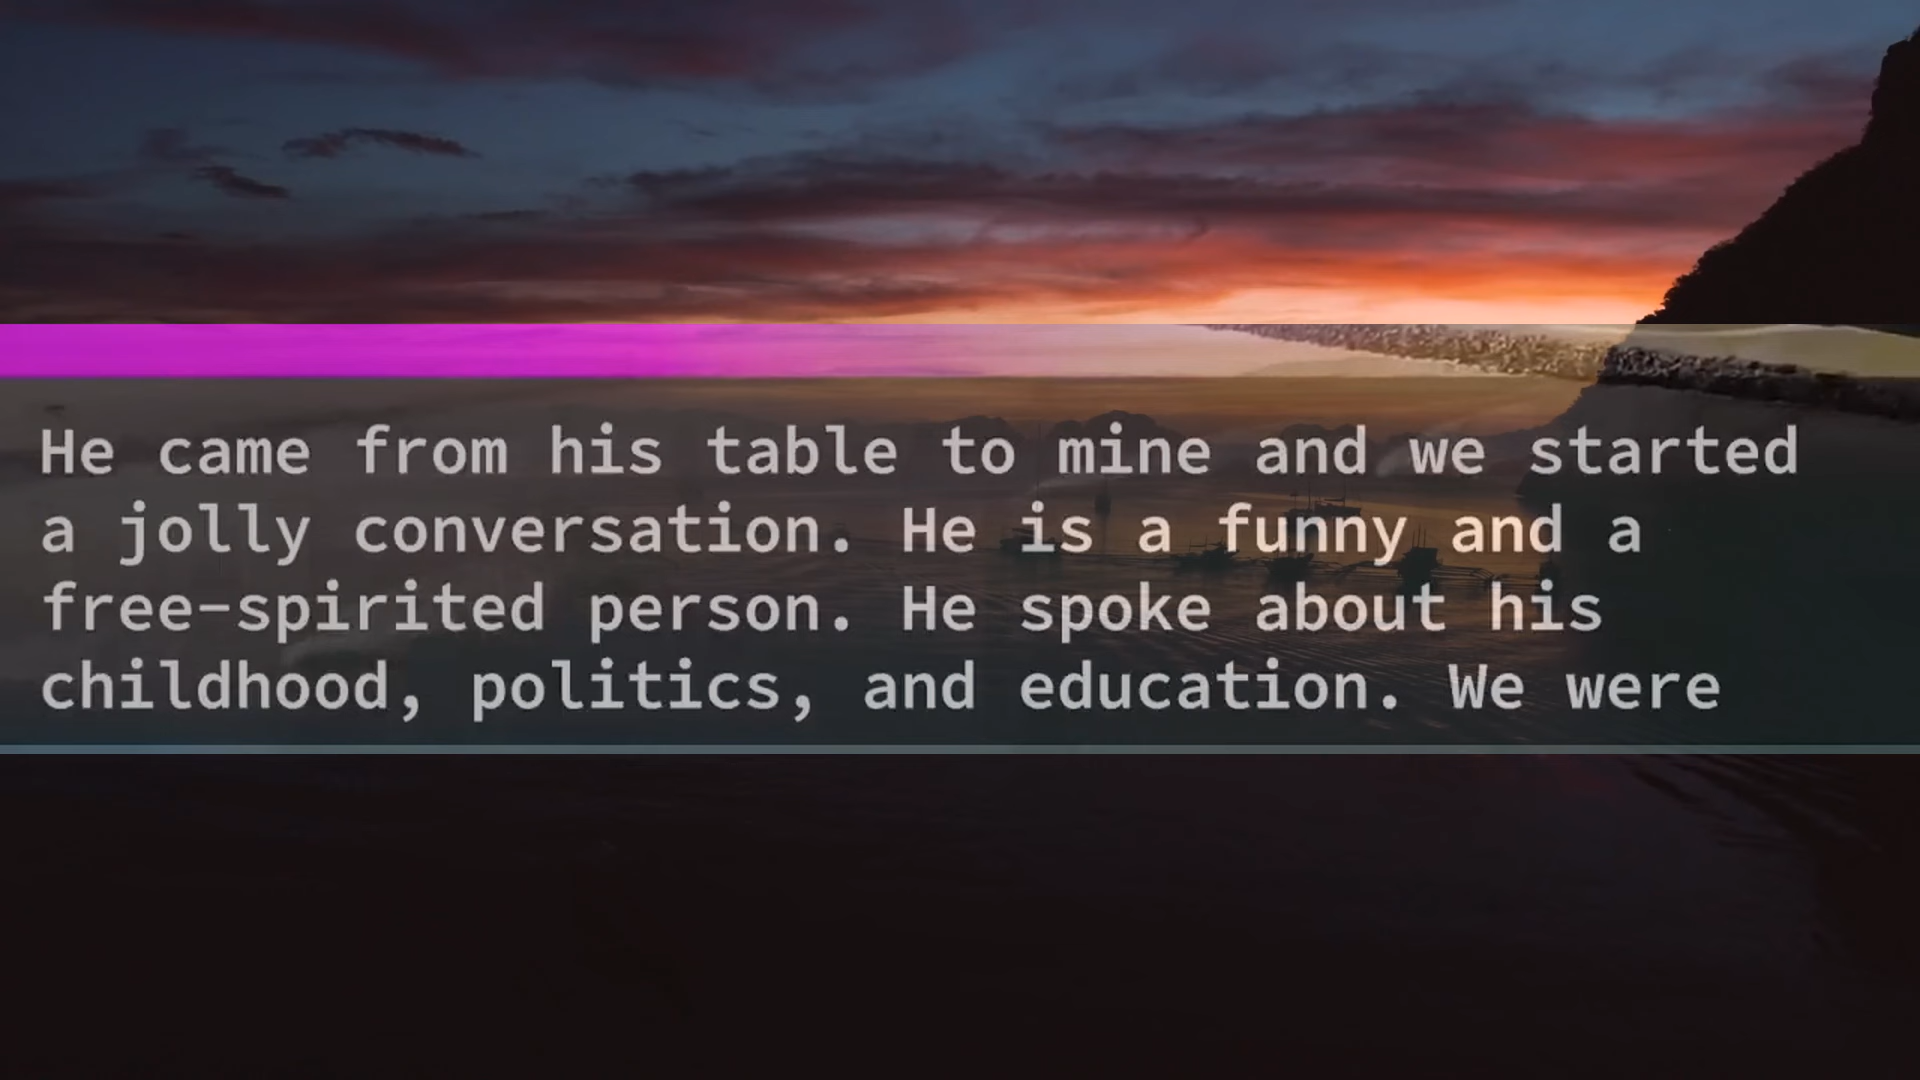 He came from his table to mine and we started
a jolly conversation. He is a funny and a
free-spirited person. He spoke about his
childhood, politics, and education. We were